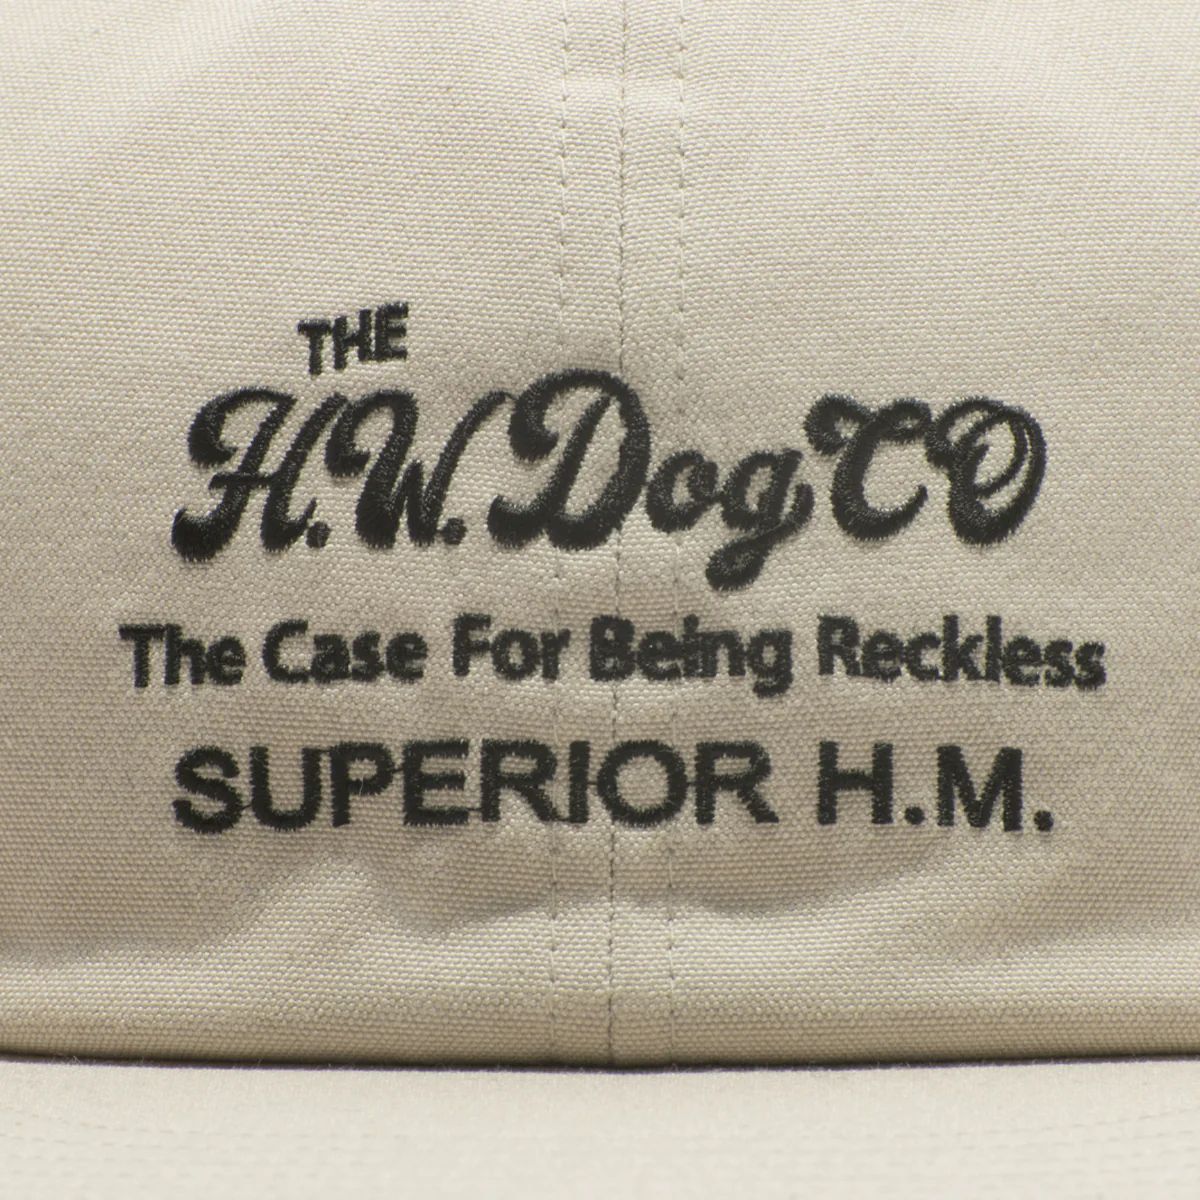 THE
H.W.Dog CO
The Case For Being Reckless
SUPERIOR H.M.